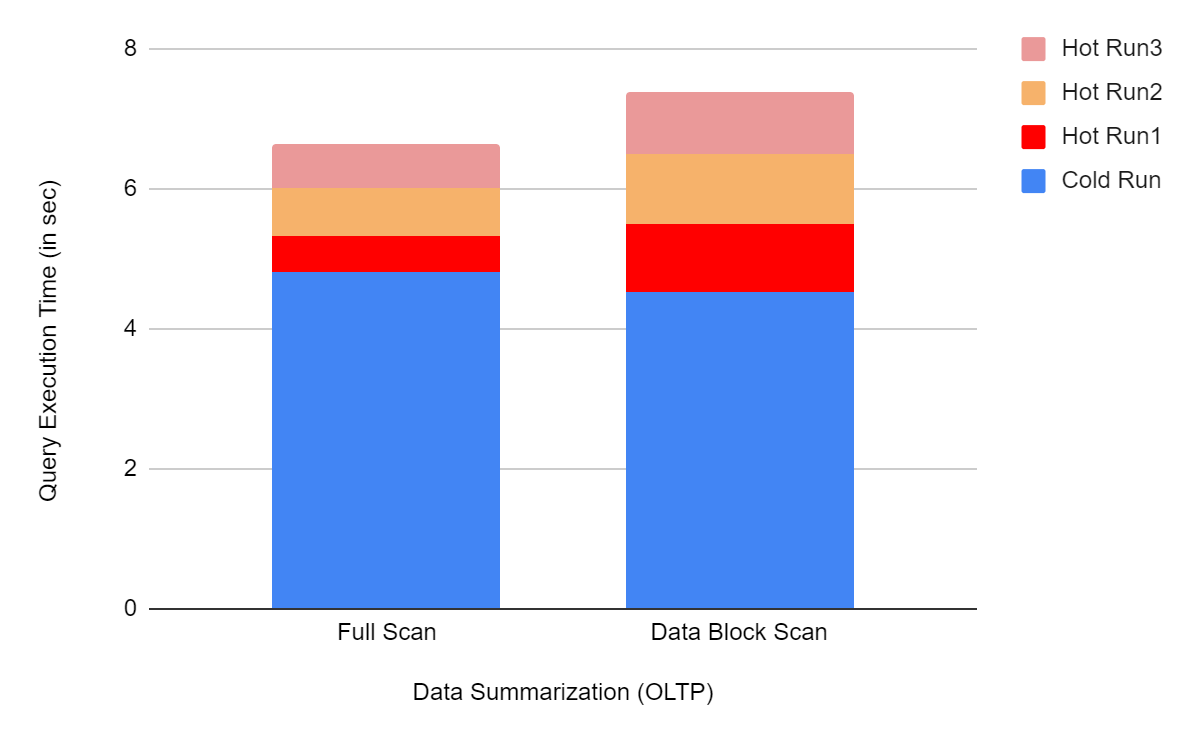 8
6
4
2
0
Query Execution Time (in sec)
Full Scan
Data Block Scan
Data Summarization (OLTP)
Hot Run3
Hot Run2
Hot Run1
Cold Run